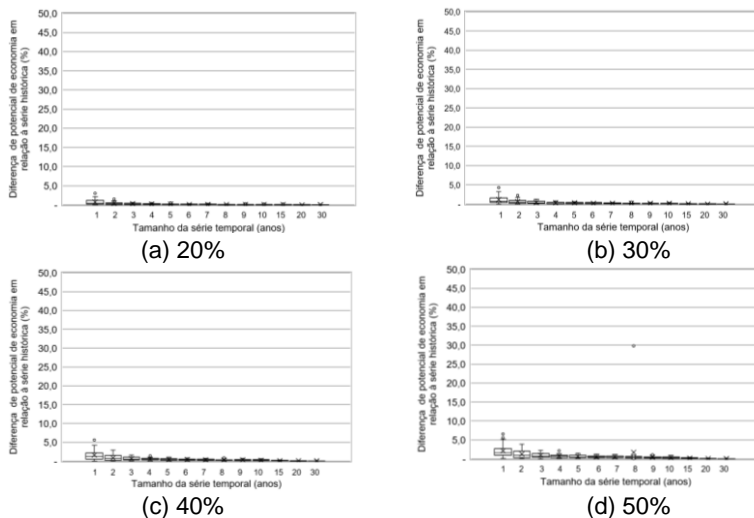 50,0
45,0
40,0
35,0
30,0
25,0
20,0
15,0
10,0
5,0
-
Diferença de potencial de economia em
relação à série histórica (%)
1 2 3 4 5 6 7 8 9 10 15 20 30
Tamanho da série temporal (anos)
(a) 20%
50,0
45,0
40,0
35,0
30,0
25,0
20,0
15,0
10,0
5,0
-
Diferença de potencial de economia em
relação à série histórica (%)
1 2 3 4 5 6 7 8 9 10 15 20 30
Tamanho da série temporal (anos)
(b) 30%
50,0
45,0
40,0
35,0
30,0
25,0
20,0
15,0
10,0
5,0
-
Diferença de potencial de economia em
relação à série histórica (%)
1 2 3 4 5 6 7 8 9 10 15 20 30
Tamanho da série temporal (anos)
(c) 40%
50,0
45,0
40,0
35,0
30,0
25,0
20,0
15,0
10,0
5,0
-
Diferença de potencial de economia em
relação à série histórica (%)
1 2 3 4 5 6 7 8 9 10 15 20 30
Tamanho da série temporal (anos)
(d) 50%